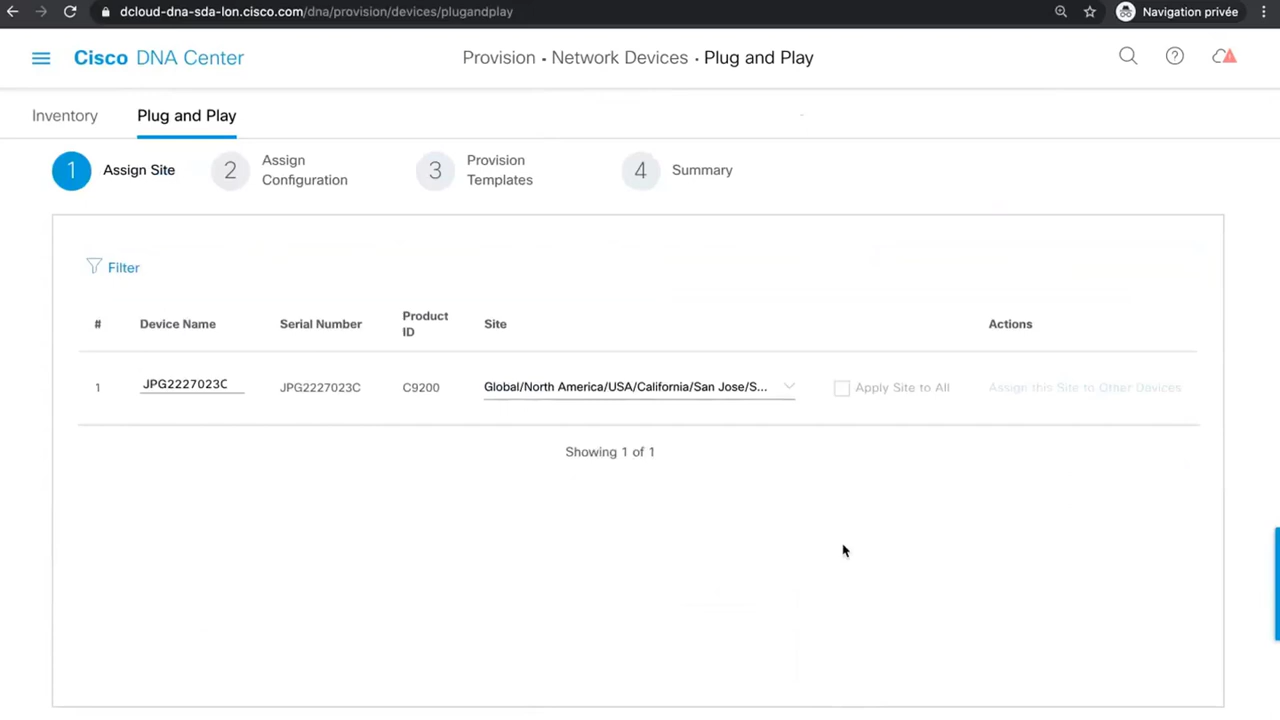 dcloud-dna-sda-lon.cisco.com/dna/provision/devices/plugandplay
Navigation privée
Cisco DNA Center
Provision • Network Devices • Plug and Play
Inventory
Plug and Play
1 Assign Site
2 Assign Configuration
3 Provision Templates
4 Summary
Filter
# Device Name Serial Number Product ID Site Actions
1 JPG2227023C JPG2227023C C9200 Global/North America/USA/California/San Jose/S... Apply Site to All Assign this Site to Other Devices
Showing 1 of 1